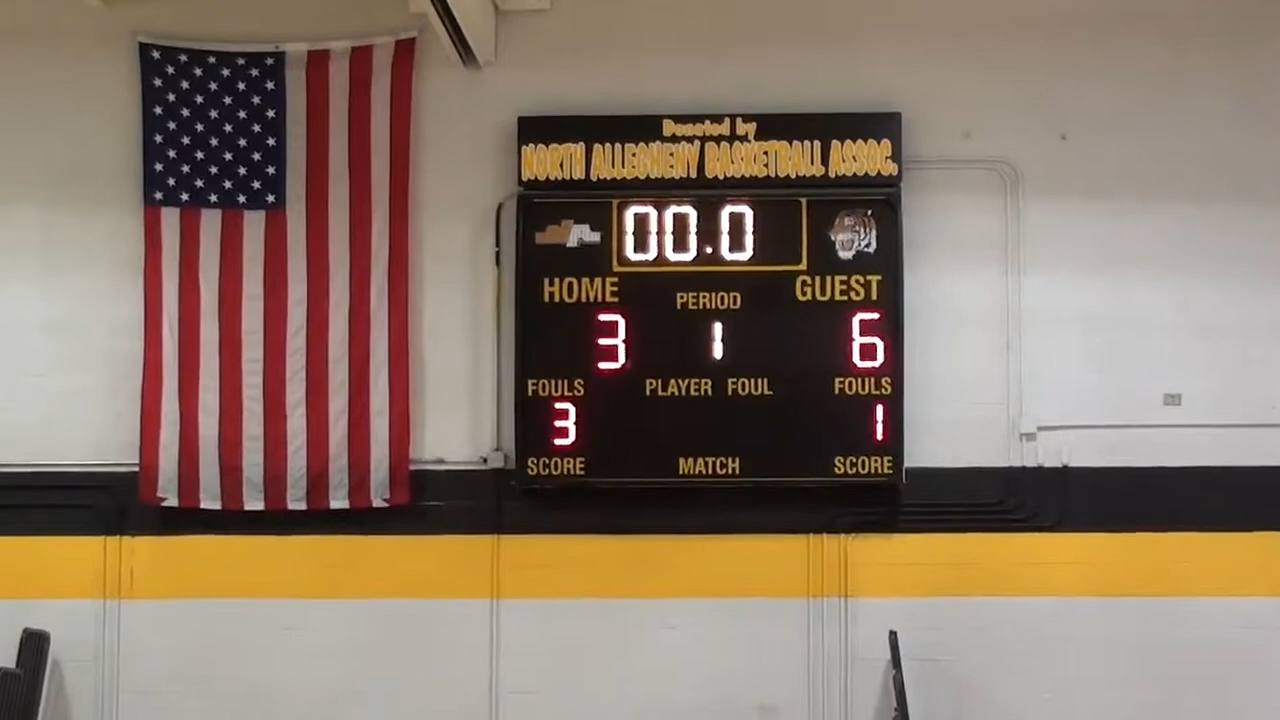 Donated by
NORTH ALLEGHENY BASKETBALL ASSOC.
00.0
HOME PERIOD GUEST
3 1 6
FOULS PLAYER FOUL FOULS
3 1
SCORE MATCH SCORE